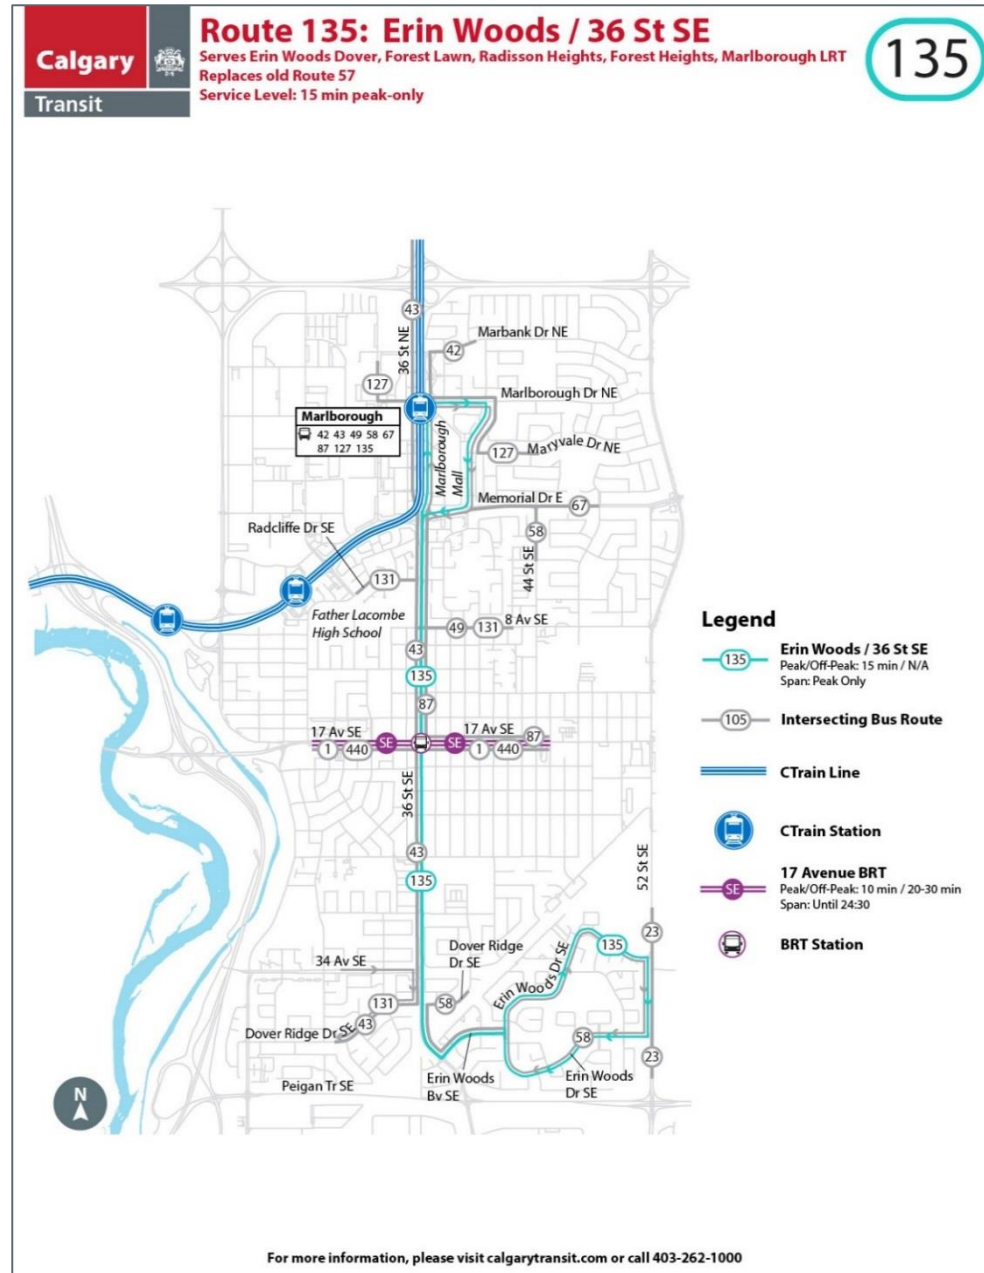 Calgary
Transit
Route 135: Erin Woods / 36 St SE
Serves Erin Woods Dover, Forest Lawn, Radisson Heights, Forest Heights, Marlborough LRT
Replaces old Route 57
Service Level: 15 min peak-only
135
43
36 St NE
Marbank Dr NE
42
127
Marlborough Dr NE
Marlborough
42 43 49 58 67
87 127 135
Marlborough
Mall
127
Maryvale Dr NE
Memorial Dr E
67
Radcliffe Dr SE
58
44 St SE
131
Father Lacombe
High School
49
131
8 Av SE
43
135
87
17 Av SE
17 Av SE
87
SE
SE
1
440
1
440
36 St SE
43
135
52 St SE
23
135
Dover Ridge
Dr SE
Erin Woods Dr SE
34 Av SE
131
58
43
Dover Ridge Dr SE
58
23
Erin Woods
Bv SE
Erin Woods
Dr SE
Peigan Tr SE
N
Legend
135
Erin Woods / 36 St SE
Peak/Off-Peak: 15 min / N/A
Span: Peak Only
105
Intersecting Bus Route
CTrain Line
CTrain Station
SE
17 Avenue BRT
Peak/Off-Peak: 10 min / 20-30 min
Span: Until 24:30
BRT Station
For more information, please visit calgarytransit.com or call 403-262-1000